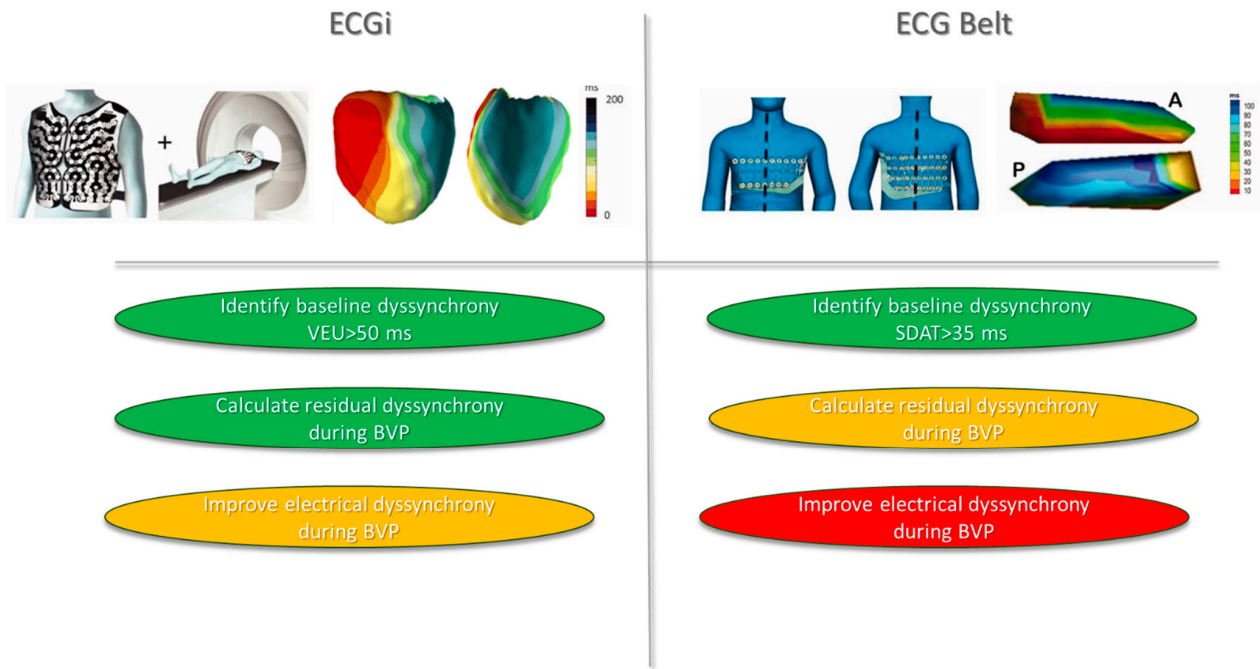 ECGi
ECG Belt
+
ms
200
0
A
P
ms
100
90
80
70
60
50
40
30
20
10
Identify baseline dyssynchrony
VEU>50 ms
Identify baseline dyssynchrony
SDAT>35 ms
Calculate residual dyssynchrony
during BVP
Calculate residual dyssynchrony
during BVP
Improve electrical dyssynchrony
during BVP
Improve electrical dyssynchrony
during BVP